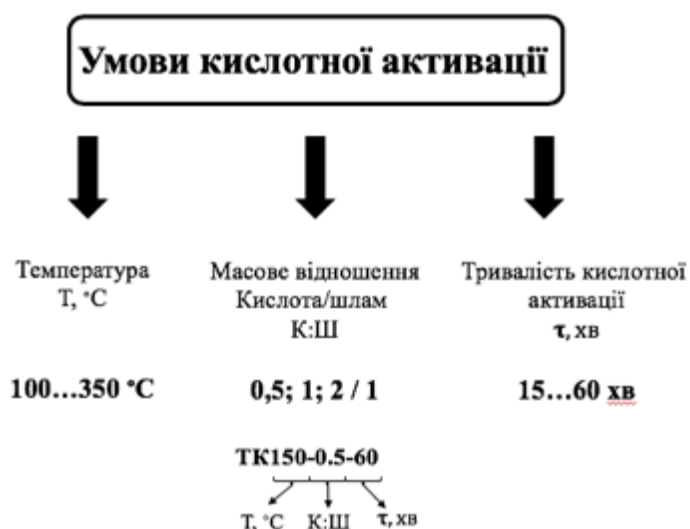 Умови кислотної активації
Температура
Т, °С
Масове відношення
Кислота/шлам
К:Ш
Тривалість кислотної
активації
τ, хв
100…350 °С
0,5; 1; 2 / 1
15…60 хв
ТК150-0.5-60
Т, °С К:Ш τ, хв